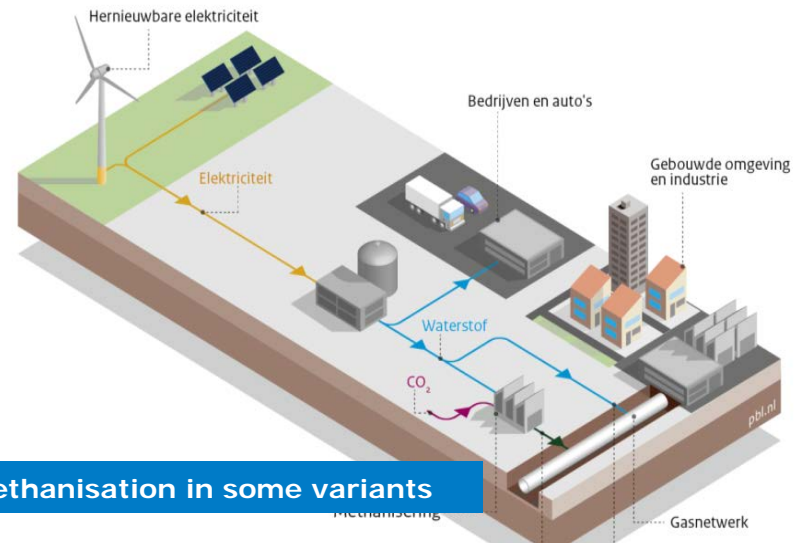 Hernieuwbare elektriciteit
Bedrijven en auto's
Gebouwde omgeving
en industrie
Elektriciteit
Waterstof
CO₂
pbl.nl
ethanisation in some variants
Methanisering
Gasnetwerk